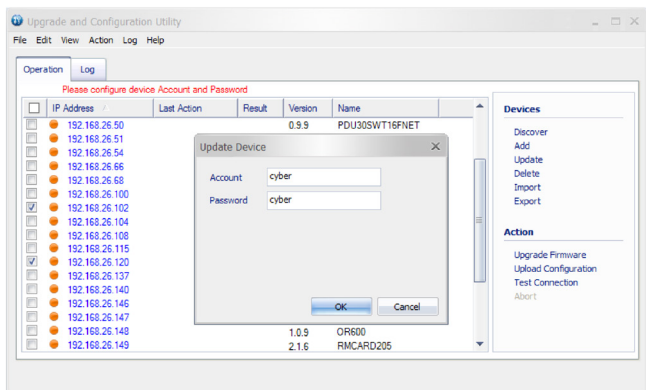 Upgrade and Configuration Utility
File Edit View Action Log Help
Operation Log
Please configure device Account and Password
IP Address Last Action Result Version Name
192.168.26.50 0.9.9 PDU30SWT16FNET
192.168.26.51
192.168.26.54
192.168.26.66
192.168.26.68
192.168.26.100
192.168.26.102
192.168.26.104
192.168.26.108
192.168.26.115
192.168.26.120
192.168.26.137
192.168.26.140
192.168.26.146
192.168.26.147
192.168.26.148 1.0.9 OR600
192.168.26.149 2.1.6 RMCARD205
Update Device
Account cyber
Password cyber
OK Cancel
Devices
Discover
Add
Update
Delete
Import
Export
Action
Upgrade Firmware
Upload Configuration
Test Connection
Abort